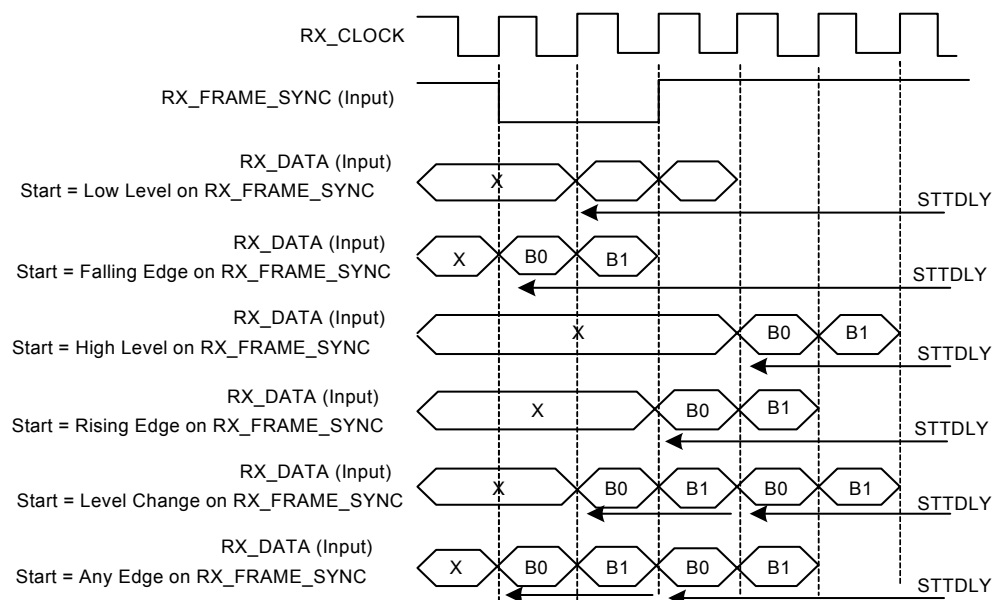 RX_CLOCK
RX_FRAME_SYNC (Input)
RX_DATA (Input)
Start = Low Level on RX_FRAME_SYNC
X
STTDLY
RX_DATA (Input)
Start = Falling Edge on RX_FRAME_SYNC
X B0 B1
STTDLY
RX_DATA (Input)
Start = High Level on RX_FRAME_SYNC
X B0 B1
STTDLY
RX_DATA (Input)
Start = Rising Edge on RX_FRAME_SYNC
X B0 B1
STTDLY
RX_DATA (Input)
Start = Level Change on RX_FRAME_SYNC
X B0 B1 B0 B1
STTDLY
RX_DATA (Input)
Start = Any Edge on RX_FRAME_SYNC
X B0 B1 B0 B1
STTDLY